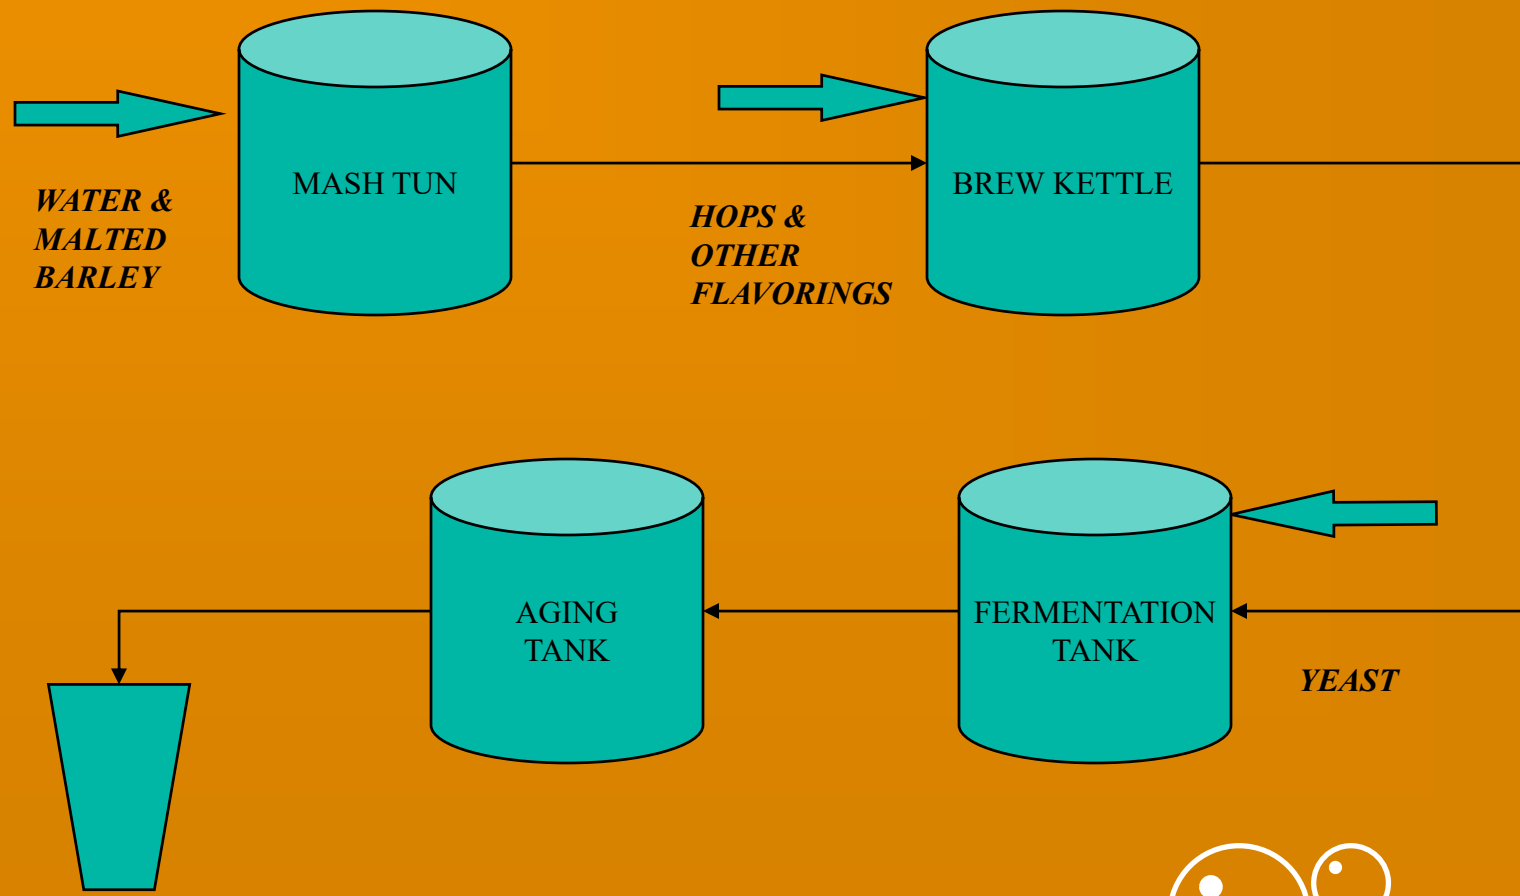 MASH TUN
BREW KETTLE
WATER &
MALTED
BARLEY
HOPS &
OTHER
FLAVORINGS
AGING
TANK
FERMENTATION
TANK
YEAST